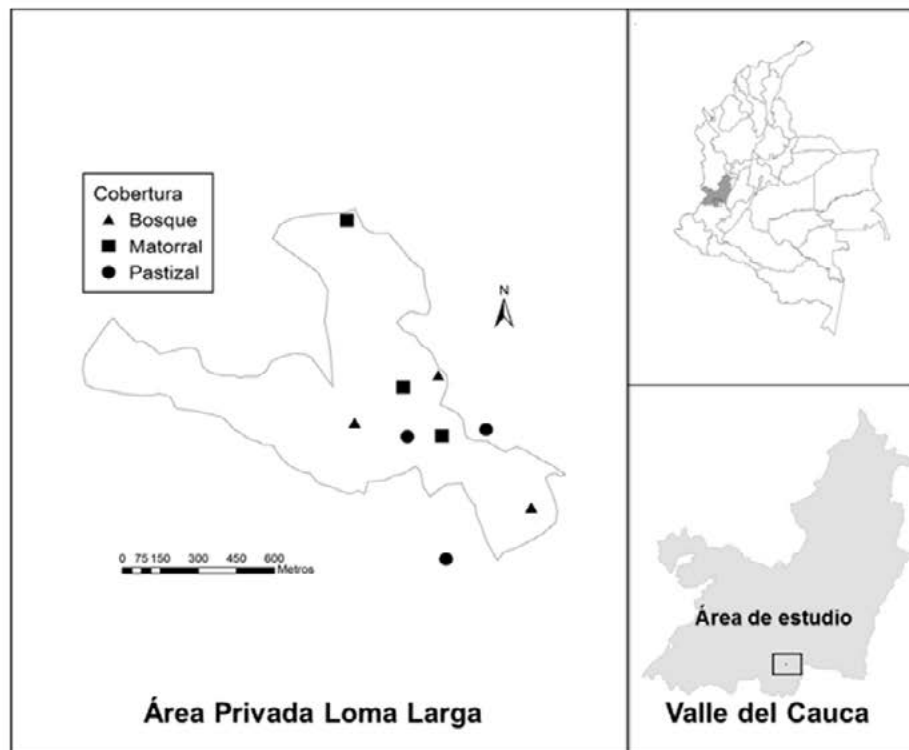 Cobertura
Bosque
Matorral
Pastizal
N
0 75 150 300 450 600
Metros
Área Privada Loma Larga
Área de estudio
Valle del Cauca